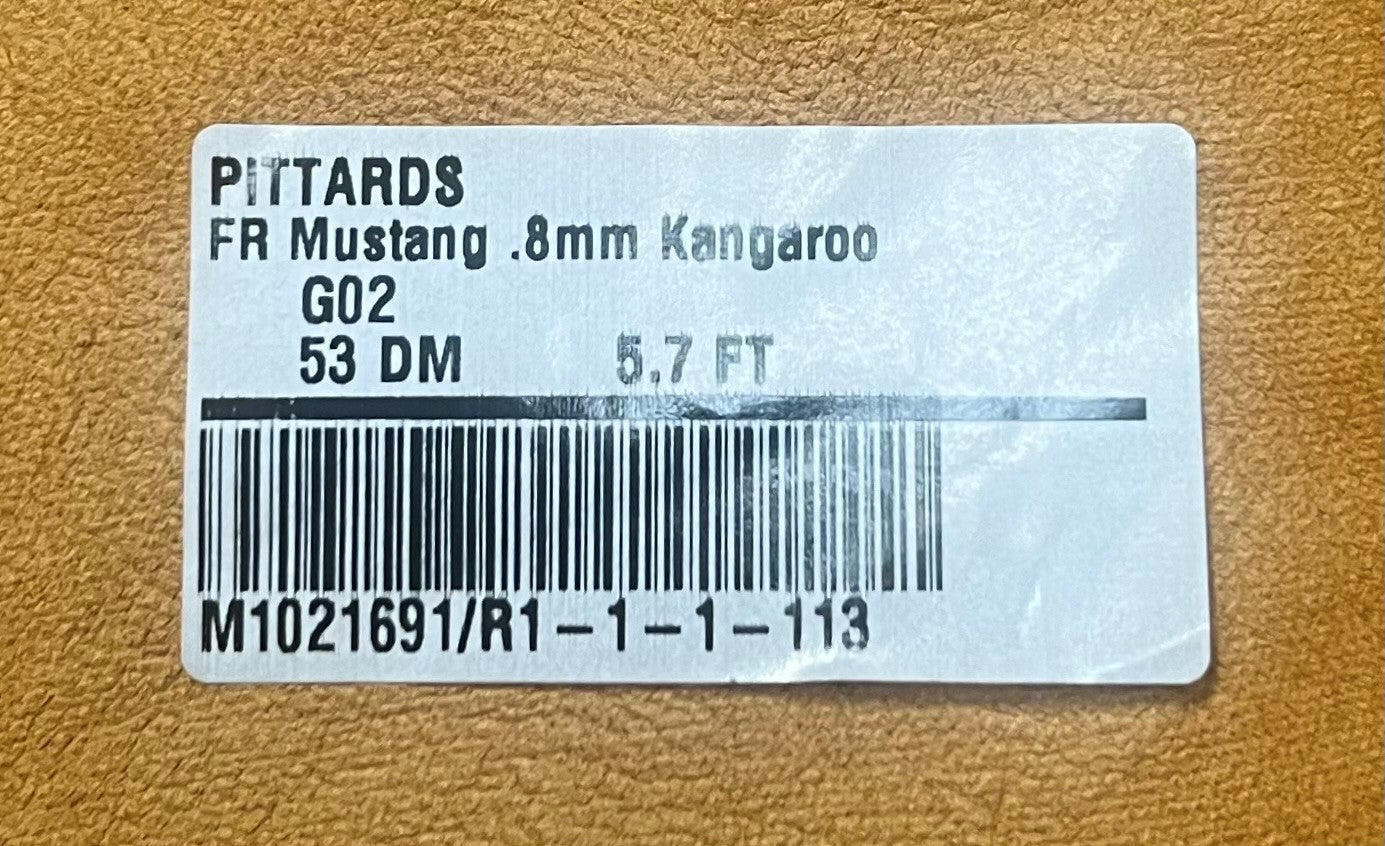 PITTARDS
FR Mustang .8mm Kangaroo
G02
53 DM 5.7 FT
M1021691/R1-1-1-113